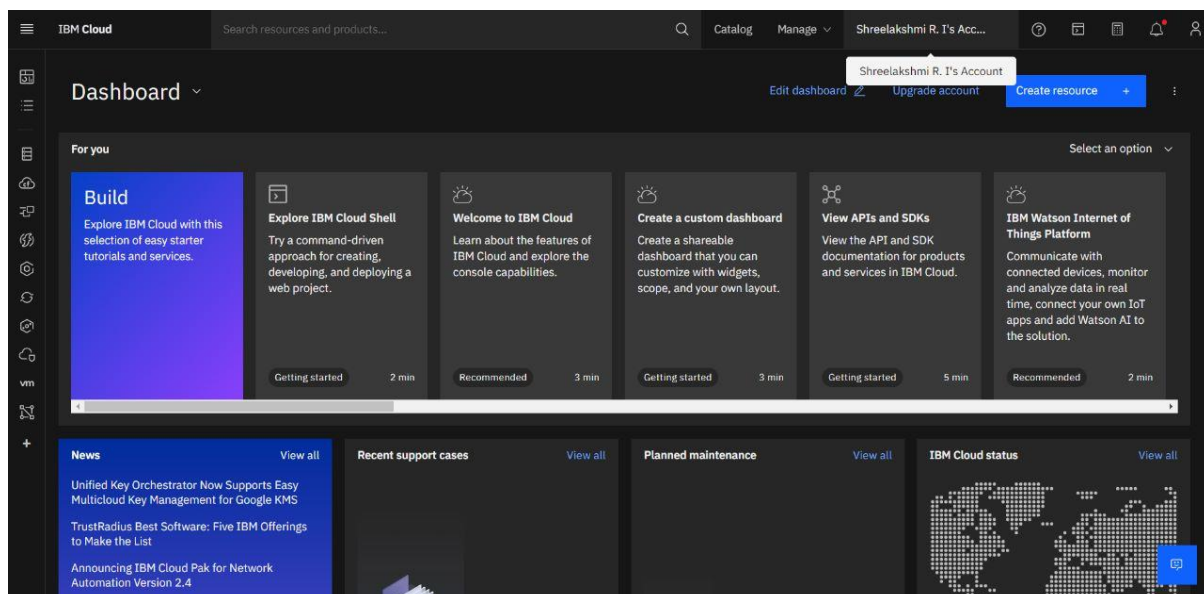 IBM Cloud
Search resources and products...
Catalog
Manage
Shreelakshmi R. I's Acc...
Shreelakshmi R. I's Account
Dashboard
Edit dashboard
Upgrade account
Create resource +
For you
Select an option
Build
Explore IBM Cloud with this
selection of easy starter
tutorials and services.
Explore IBM Cloud Shell
Try a command-driven
approach for creating,
developing, and deploying a
web project.
Getting started
2 min
Welcome to IBM Cloud
Learn about the features of
IBM Cloud and explore the
console capabilities.
Recommended
3 min
Create a custom dashboard
Create a shareable
dashboard that you can
customize with widgets,
scope, and your own layout.
Getting started
3 min
View APIs and SDKs
View the API and SDK
documentation for products
and services in IBM Cloud.
Getting started
5 min
IBM Watson Internet of
Things Platform
Communicate with
connected devices, monitor
and analyze data in real
time, connect your own IoT
apps and add Watson AI to
the solution.
Recommended
2 min
vm
News
View all
Unified Key Orchestrator Now Supports Easy
Multicloud Key Management for Google KMS
TrustRadius Best Software: Five IBM Offerings
to Make the List
Announcing IBM Cloud Pak for Network
Automation Version 2.4
Recent support cases
View all
Planned maintenance
View all
IBM Cloud status
View all